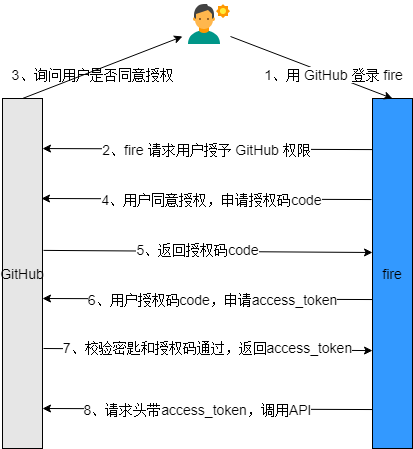 3、询问用户是否同意授权
1、用 GitHub 登录 fire
2、fire 请求用户授予 GitHub 权限
4、用户同意授权，申请授权码code
5、返回授权码code
GitHub
fire
6、用户授权码code，申请access_token
7、校验密匙和授权码通过，返回access_token
8、请求头带access_token，调用API